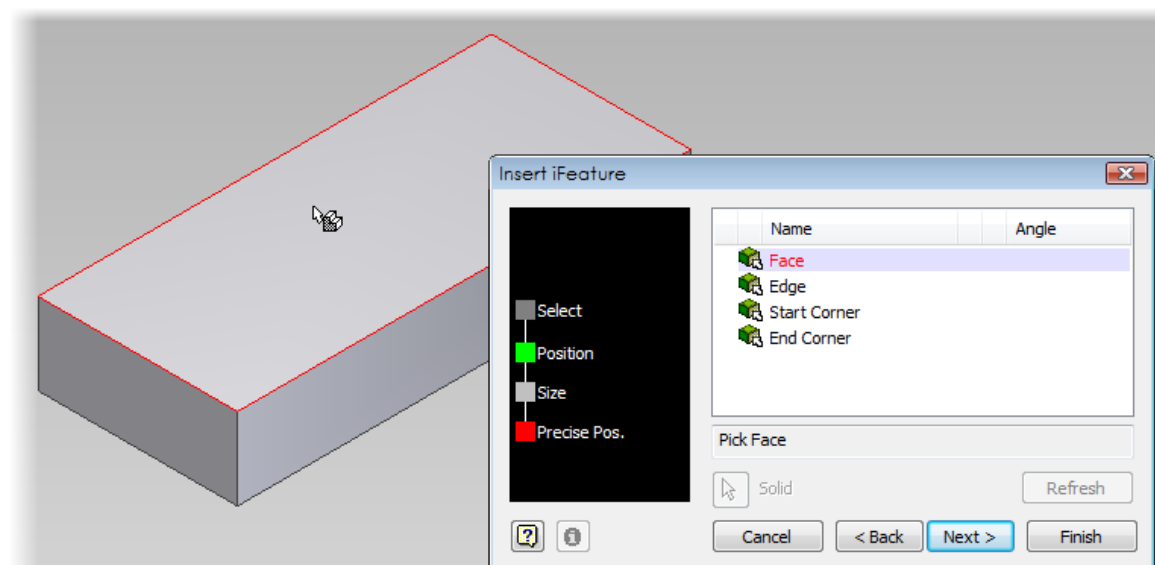 Insert iFeature
Name Angle
Face
Edge
Start Corner
End Corner
Select
Position
Size
Precise Pos.
Pick Face
Solid Refresh
Cancel < Back Next > Finish